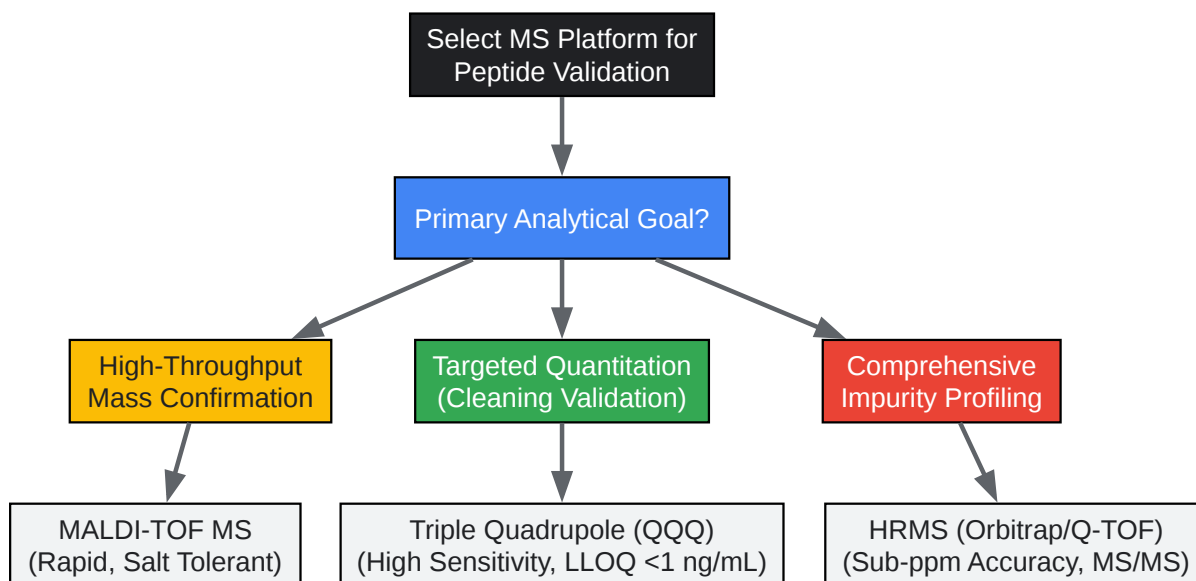 Select MS Platform for
Peptide Validation
Primary Analytical Goal?
High-Throughput
Mass Confirmation
Targeted Quantitation
(Cleaning Validation)
Comprehensive
Impurity Profiling
MALDI-TOF MS
(Rapid, Salt Tolerant)
Triple Quadrupole (QQQ)
(High Sensitivity, LLOQ <1 ng/mL)
HRMS (Orbitrap/Q-TOF)
(Sub-ppm Accuracy, MS/MS)